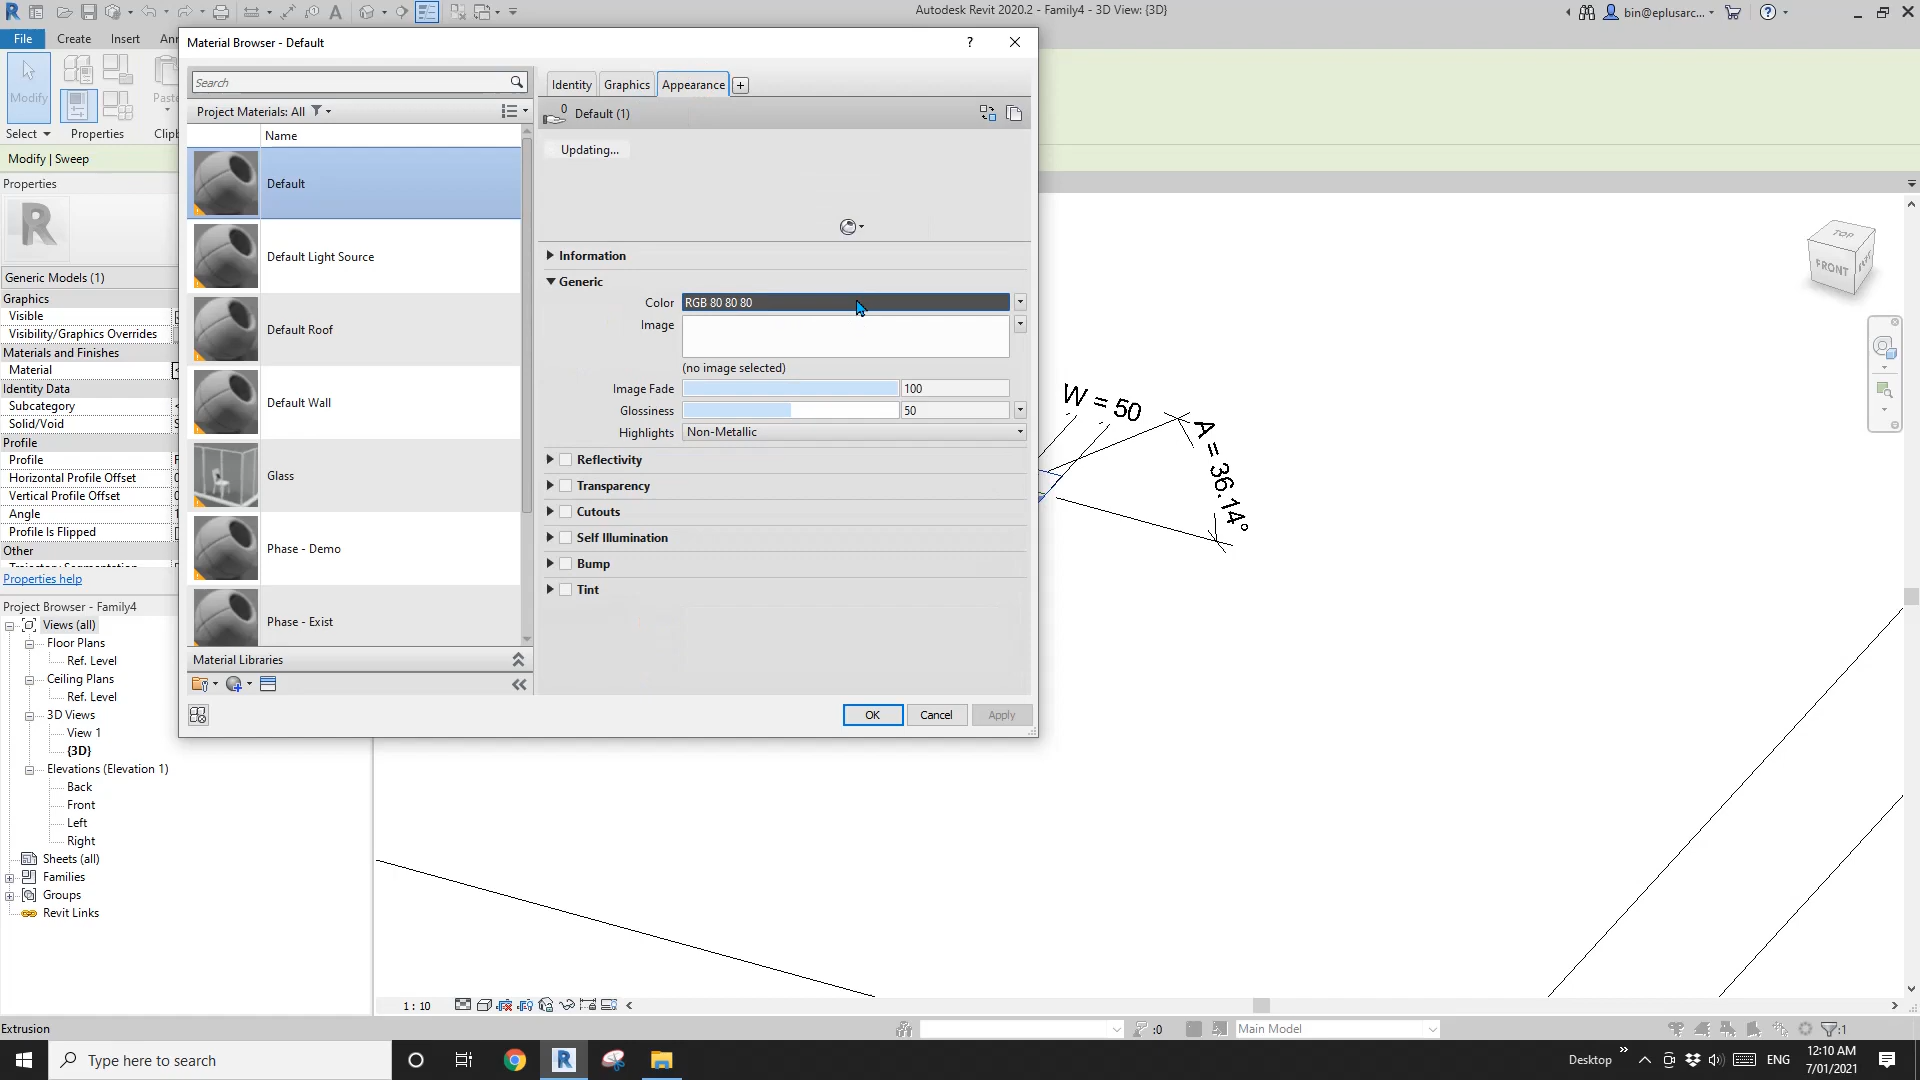 Autodesk Revit 2020.2 - Family4 - 3D View: {3D}
bin@eplusarc...
File
Create
Insert
Modify
Paste
Select
Properties
Modify | Sweep
Properties
Generic Models (1)
Graphics
Visible
Visibility/Graphics Overrides
Materials and Finishes
Material
Identity Data
Subcategory
Solid/Void
Profile
Profile
Horizontal Profile Offset
Vertical Profile Offset
Angle
Profile Is Flipped
Other
Properties help
Project Browser - Family4
Views (all)
Floor Plans
Ref. Level
Ceiling Plans
Ref. Level
3D Views
View 1
{3D}
Elevations (Elevation 1)
Back
Front
Left
Right
Sheets (all)
Families
Groups
Revit Links
Material Browser - Default
?
Search
Project Materials: All
Name
Default
Default Light Source
Default Roof
Default Wall
Glass
Phase - Demo
Phase - Exist
Material Libraries
Identity
Graphics
Appearance
+
0
Default (1)
Updating...
Information
Generic
Color RGB 80 80 80
Image
(no image selected)
Image Fade 100
Glossiness 50
Highlights Non-Metallic
Reflectivity
Transparency
Cutouts
Self Illumination
Bump
Tint
OK
Cancel
Apply
W = 50
A = 36.14°
TOP
FRONT
1 : 10
Extrusion
:0
Main Model
:1
Type here to search
Desktop
ENG
12:10 AM
7/01/2021